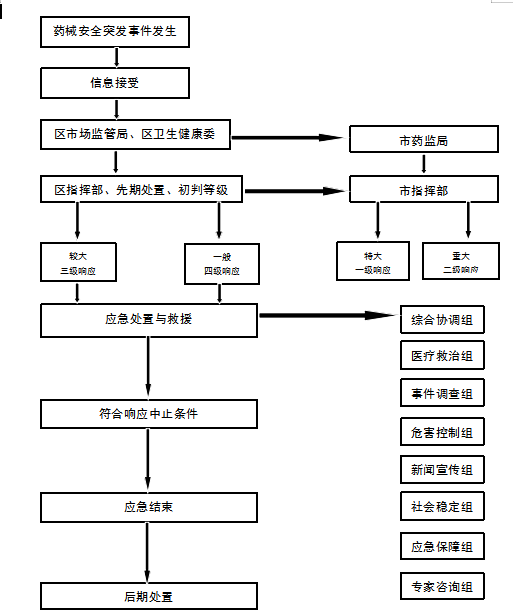 药械安全突发事件发生
信息接受
区市场监管局、区卫生健康委
市药监局
区指挥部、先期处置、初判等级
市指挥部
较大
三级响应
一般
四级响应
特大
一级响应
重大
二级响应
应急处置与救援
综合协调组
医疗救治组
事件调查组
符合响应中止条件
危害控制组
新闻宣传组
应急结束
社会稳定组
应急保障组
后期处置
专家咨询组